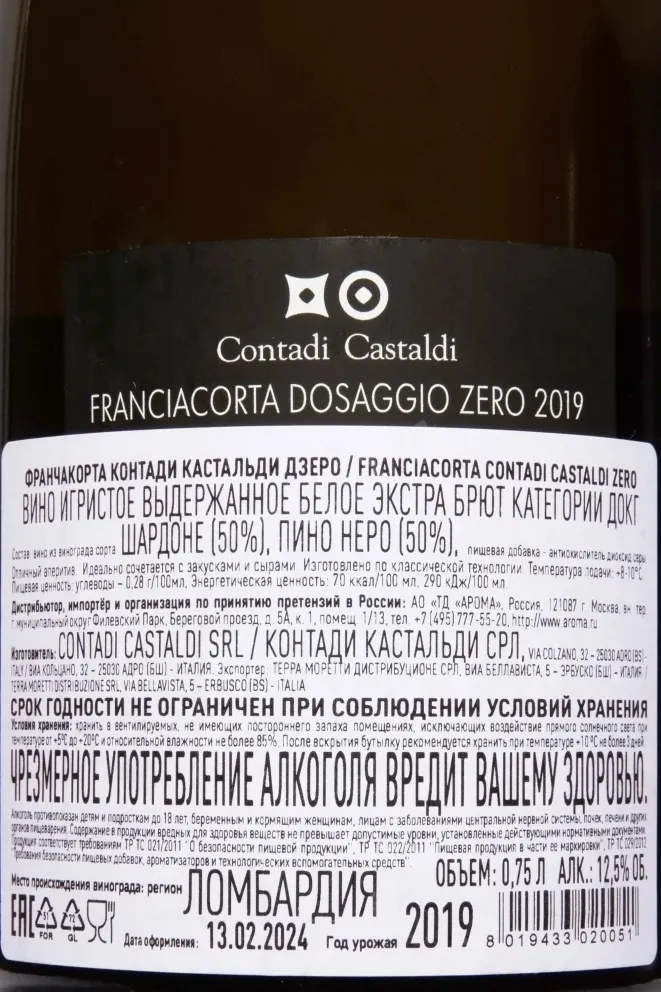 Contadi Castaldi
FRANCIACORTA DOSAGGIO ZERO 2019
ФРАНЧАКОРТА КОНТАДИ КАСТАЛЬДИ ДЗЕРО / FRANCIACORTA CONTADI CASTALDI ZERO
ВИНО ИГРИСТОЕ ВЫДЕРЖАННОЕ БЕЛОЕ ЭКСТРА БРЮТ КАТЕГОРИИ ДОКГ
Состав: вино из винограда сорта ШАРДОНЕ (50%), ПИНО НЕРО (50%), пищевая добавка - антиокислитель диоксид серы
Отличный аперитив. Идеально сочетается с закусками и сырами. Изготовлено по классической технологии. Температура подачи: +8-10°С.
Пищевая ценность: углеводы – 0,28 г/100мл, Энергетическая ценность: 70 ккал/100 мл, 290 кДж/100 мл.
Дистрибьютор, импортёр и организация по принятию претензий в России: АО «ТД «АРОМА», Россия, 121087 г. Москва, вн. тер.
г. муниципальный округ Филевский Парк, Береговой проезд, д. 5А, к. 1, помещ. 1/13, тел. +7 (495) 777-55-20, http://www.aroma.ru
Изготовитель: CONTADI CASTALDI SRL / КОНТАДИ КАСТАЛЬДИ СРЛ, VIA COLZANO, 32 – 25030 ADRO (BS) -
ITALY / ВИА КОЛЬЦАНО, 32 – 25030 АДРО (БШ) - ИТАЛИЯ. Экспортер: ТЕРРА МОРЕТТИ ДИСТРИБУЦИОНЕ СРЛ, ВИА БЕЛЛАВИСТА, 5 – ЭРБУСКО (БШ) – ИТАЛИЯ /
TERRA MORETTI DISTRIBUZIONE SRL, VIA BELLAVISTA, 5 – ERBUSCO (BS) - ITALIA
СРОК ГОДНОСТИ НЕ ОГРАНИЧЕН ПРИ СОБЛЮДЕНИИ УСЛОВИЙ ХРАНЕНИЯ
Условия хранения: хранить в вентилируемых, не имеющих постороннего запаха помещениях, исключающих воздействие прямого солнечного света при
температуре от +5°С до +20°С и относительной влажности не более 85%. После вскрытия бутылку рекомендуется хранить при температуре +10 °С не более 3 дней.
ЧРЕЗМЕРНОЕ УПОТРЕБЛЕНИЕ АЛКОГОЛЯ ВРЕДИТ ВАШЕМУ ЗДОРОВЬЮ.
Алкоголь противопоказан детям и подросткам до 18 лет, беременным и кормящим женщинам, лицам с заболеваниями центральной нервной системы, почек, печени и других
органов пищеварения. Содержание в продукции вредных для здоровья веществ не превышает допустимые уровни, установленные действующими нормативными документами.
Продукция соответствует требованиям ТР ТС 021/2011 "О безопасности пищевой продукции", ТР ТС 022/2011 "Пищевая продукция в части ее маркировки", ТР ТС 029/2012
"Требования безопасности пищевых добавок, ароматизаторов и технологических вспомогательных средств".
ОБЪЕМ: 0,75 Л АЛК.: 12,5% ОБ.
Место происхождения винограда: регион ЛОМБАРДИЯ
EAC 51 FOR 72 GL
Дата оформления: 13.02.2024 Год урожая 2019
8 019433 020051